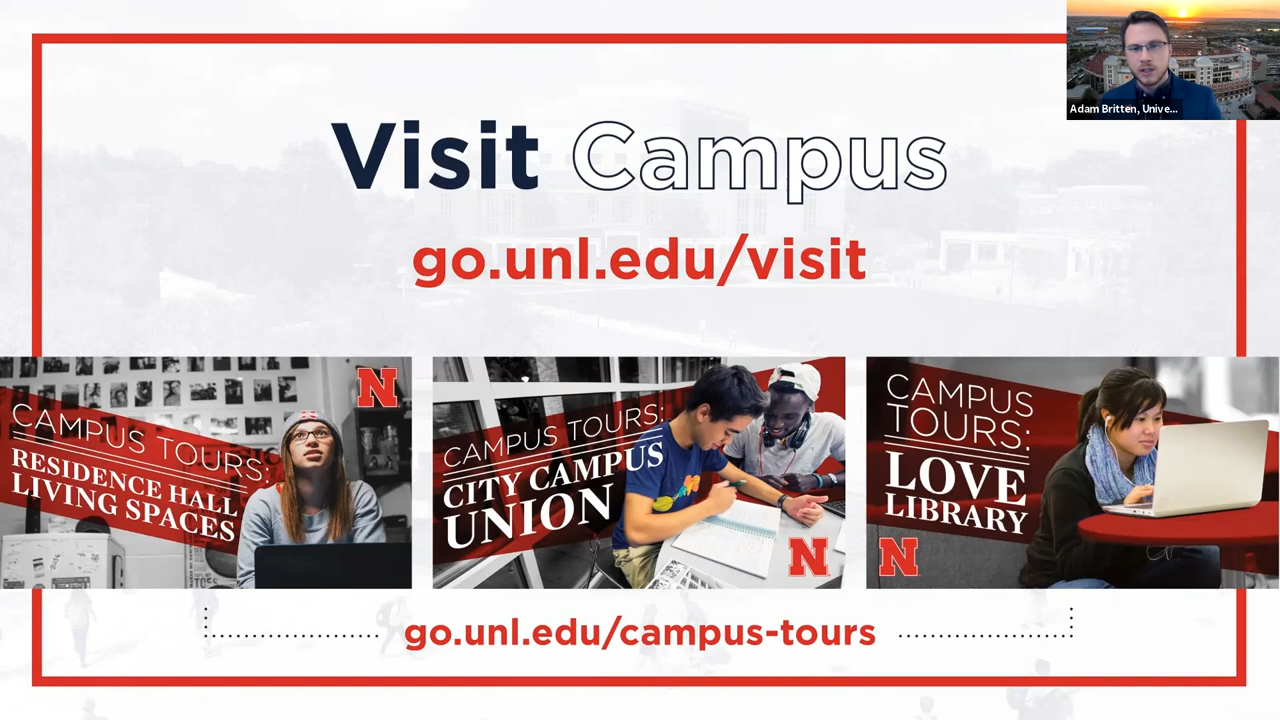 Adam Britten, Unive...
Visit Campus
go.unl.edu/visit
CAMPUS TOURS:
RESIDENCE HALL
LIVING SPACES
N
CAMPUS TOURS:
CITY CAMPUS
UNION
N
CAMPUS
TOURS:
LOVE
LIBRARY
N
go.unl.edu/campus-tours